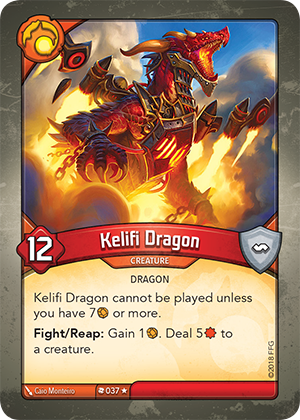 Kelifi Dragon
12
CREATURE
DRAGON
Kelifi Dragon cannot be played unless
you have 7 or more.
Fight/Reap: Gain 1. Deal 5 to
a creature.
Caio Monteiro
037
©2018 FFG